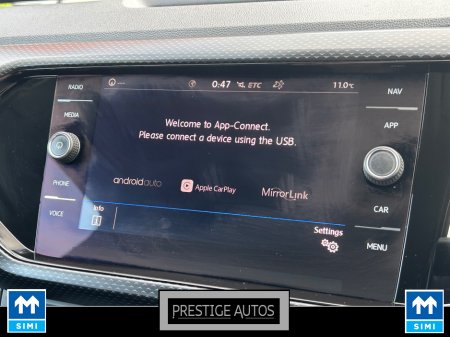 RADIO
MEDIA
PHONE
VOICE
0:47 ETC 11.0°C
Welcome to App-Connect.
Please connect a device using the USB.
androidauto Apple CarPlay MirrorLink
Info
Settings
NAV
APP
CAR
MENU
SIMI
PRESTIGE AUTOS
SIMI